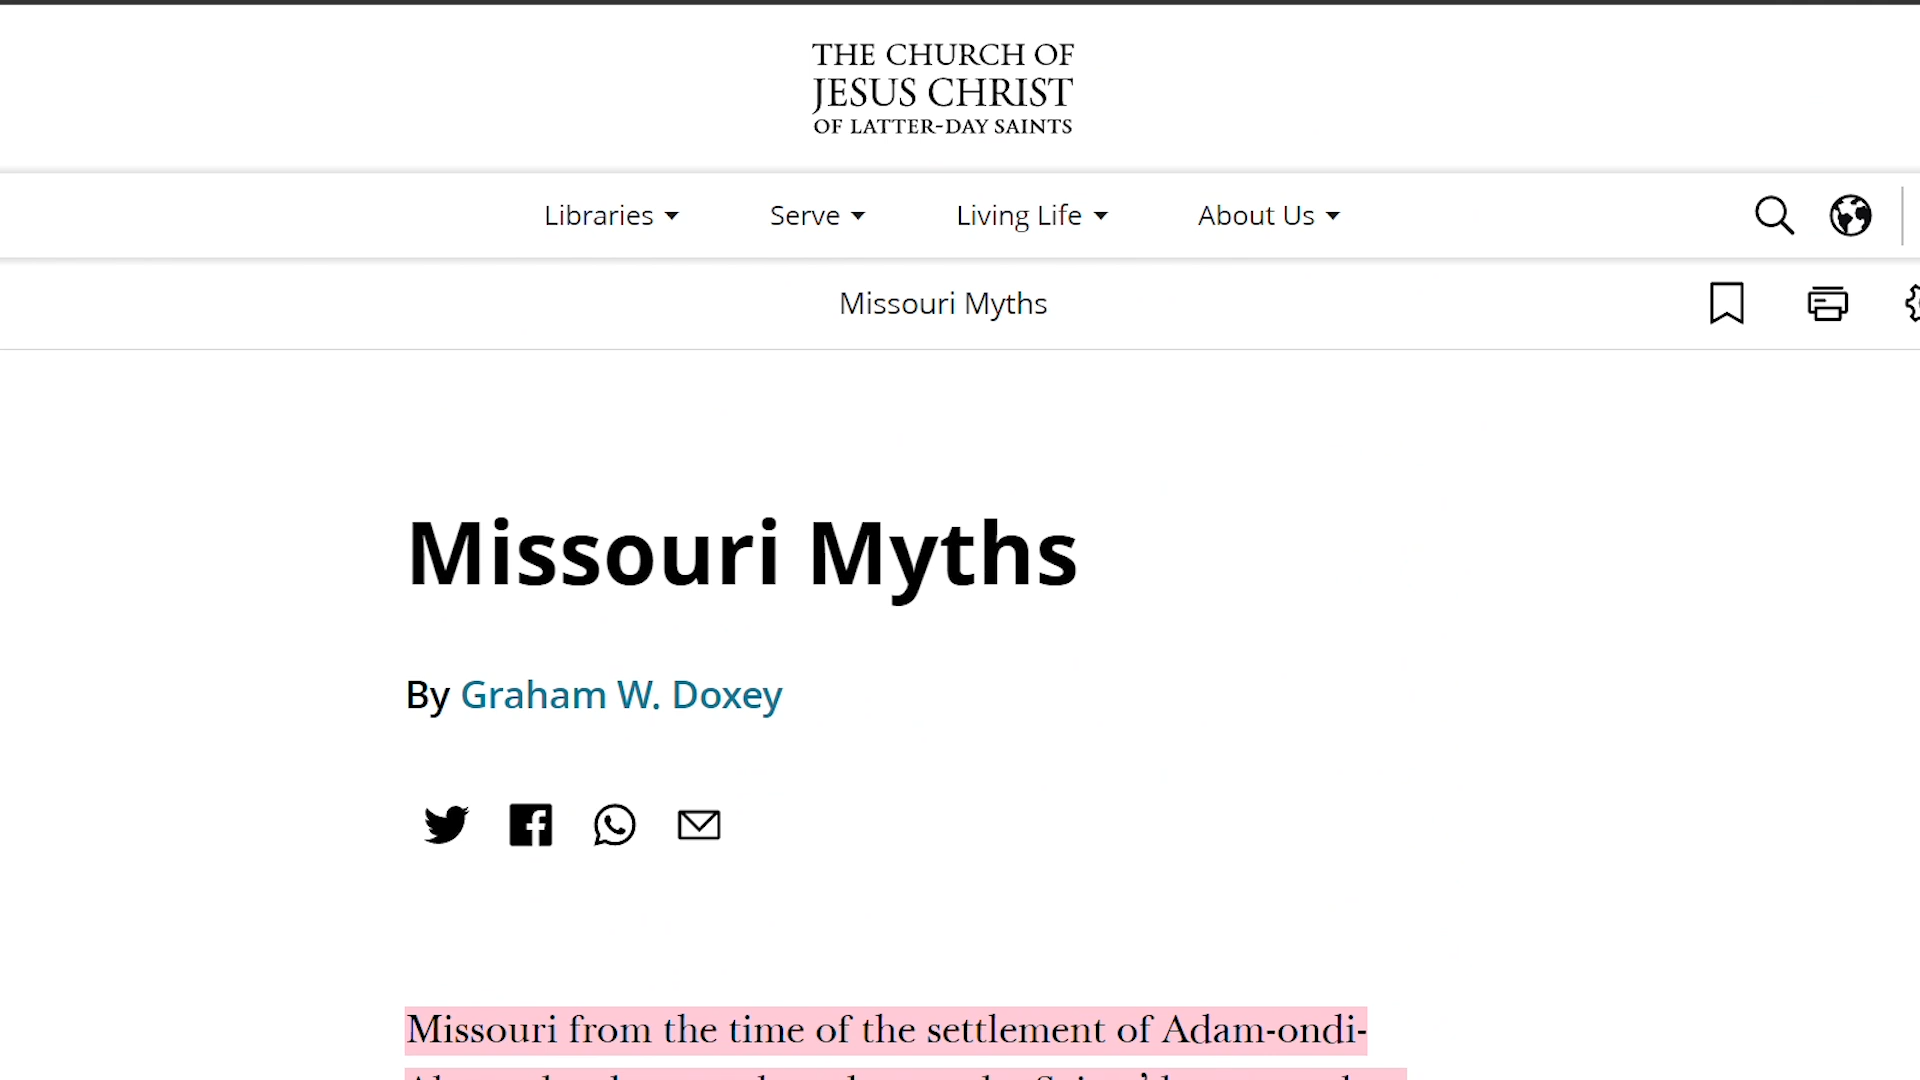 THE CHURCH OF
JESUS CHRIST
OF LATTER-DAY SAINTS
Libraries Serve Living Life About Us
Missouri Myths
Missouri Myths
By Graham W. Doxey
Missouri from the time of the settlement of Adam-ondi-